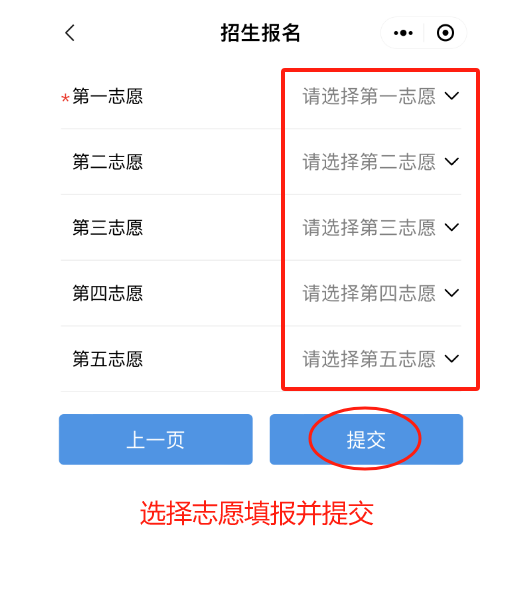 招生报名
*第一志愿 请选择第一志愿
第二志愿 请选择第二志愿
第三志愿 请选择第三志愿
第四志愿 请选择第四志愿
第五志愿 请选择第五志愿
上一页 提交
选择志愿填报并提交